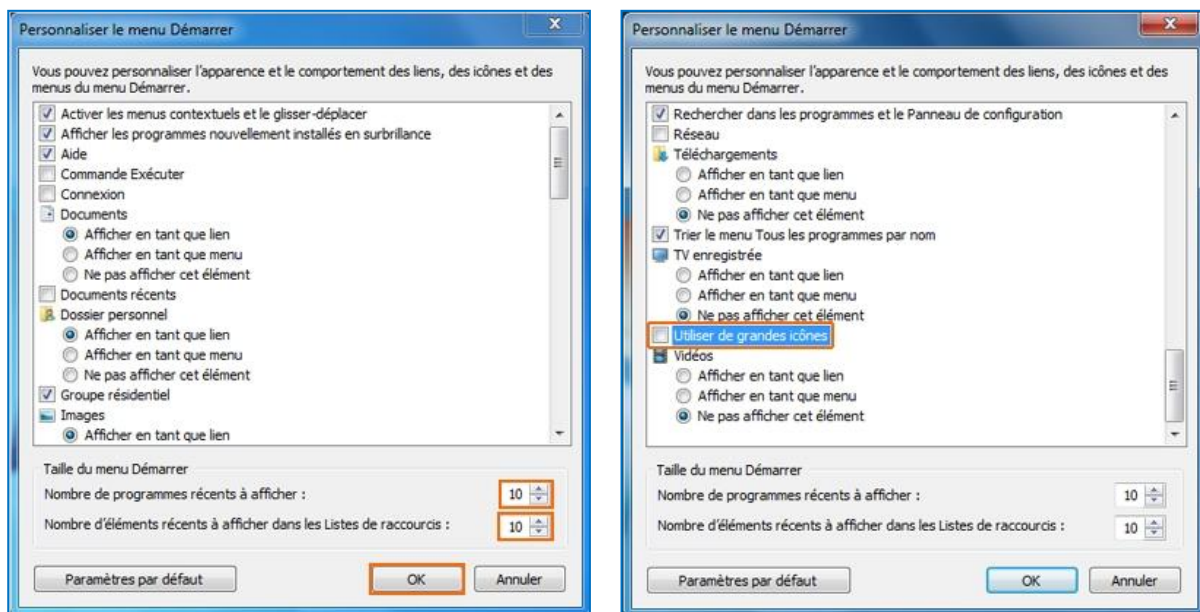 Personnaliser le menu Démarrer
Vous pouvez personnaliser l'apparence et le comportement des liens, des icônes et des
menus du menu Démarrer.
Activer les menus contextuels et le glisser-déplacer
Afficher les programmes nouvellement installés en surbrillance
Aide
Commande Exécuter
Connexion
Documents
Afficher en tant que lien
Afficher en tant que menu
Ne pas afficher cet élément
Documents récents
Dossier personnel
Afficher en tant que lien
Afficher en tant que menu
Ne pas afficher cet élément
Groupe résidentiel
Images
Afficher en tant que lien
Taille du menu Démarrer
Nombre de programmes récents à afficher : 10
Nombre d'éléments récents à afficher dans les Listes de raccourcis : 10
Paramètres par défaut OK Annuler
Personnaliser le menu Démarrer
Vous pouvez personnaliser l'apparence et le comportement des liens, des icônes et des
menus du menu Démarrer.
Rechercher dans les programmes et le Panneau de configuration
Réseau
Téléchargements
Afficher en tant que lien
Afficher en tant que menu
Ne pas afficher cet élément
Trier le menu Tous les programmes par nom
TV enregistrée
Afficher en tant que lien
Afficher en tant que menu
Ne pas afficher cet élément
Utiliser de grandes icônes
Vidéos
Afficher en tant que lien
Afficher en tant que menu
Ne pas afficher cet élément
Taille du menu Démarrer
Nombre de programmes récents à afficher : 10
Nombre d'éléments récents à afficher dans les Listes de raccourcis : 10
Paramètres par défaut OK Annuler